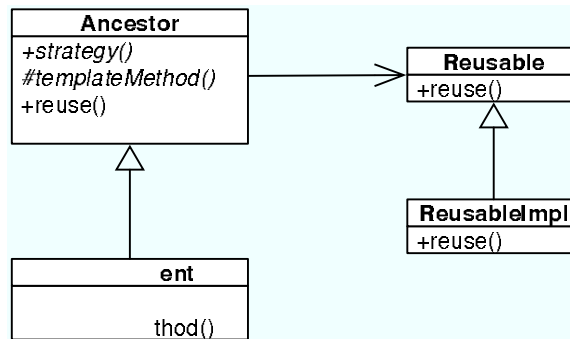 Ancestor
+strategy()
#templateMethod()
+reuse()
Reusable
+reuse()
ReusableImpl
+reuse()
ent
thod()